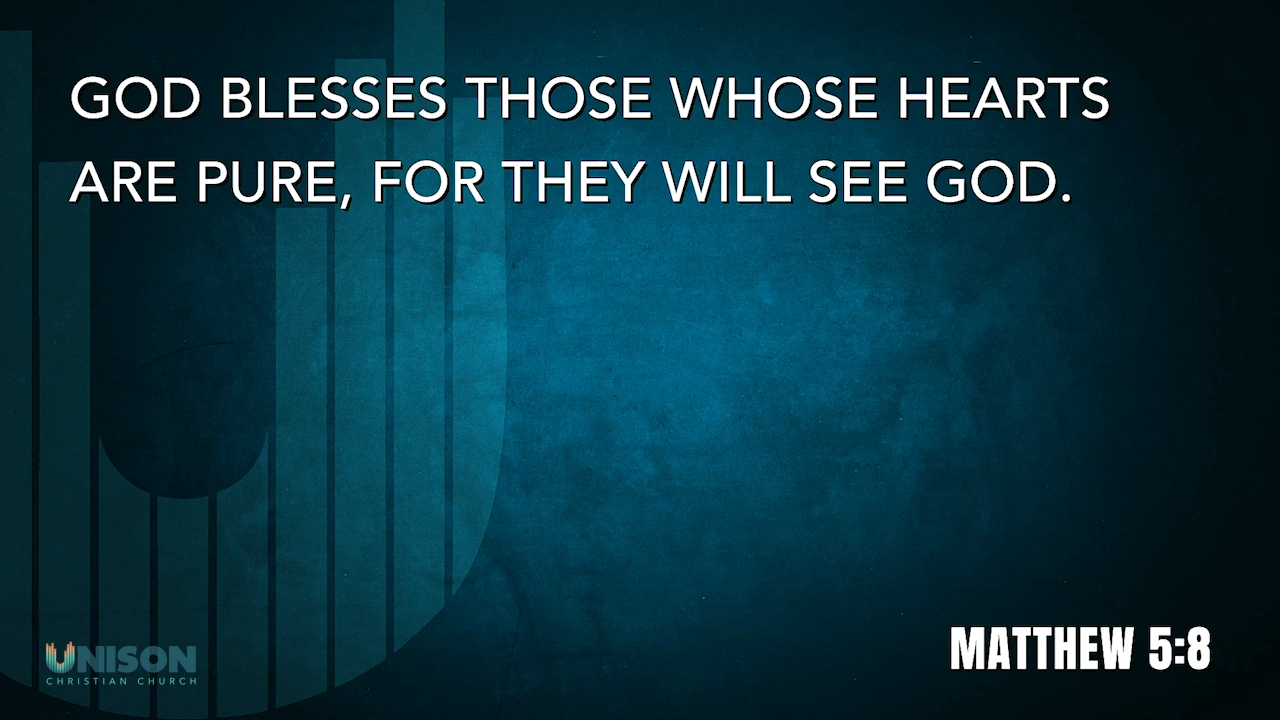 GOD BLESSES THOSE WHOSE HEARTS
ARE PURE, FOR THEY WILL SEE GOD.
MATTHEW 5:8
UNISON
CHRISTIAN CHURCH